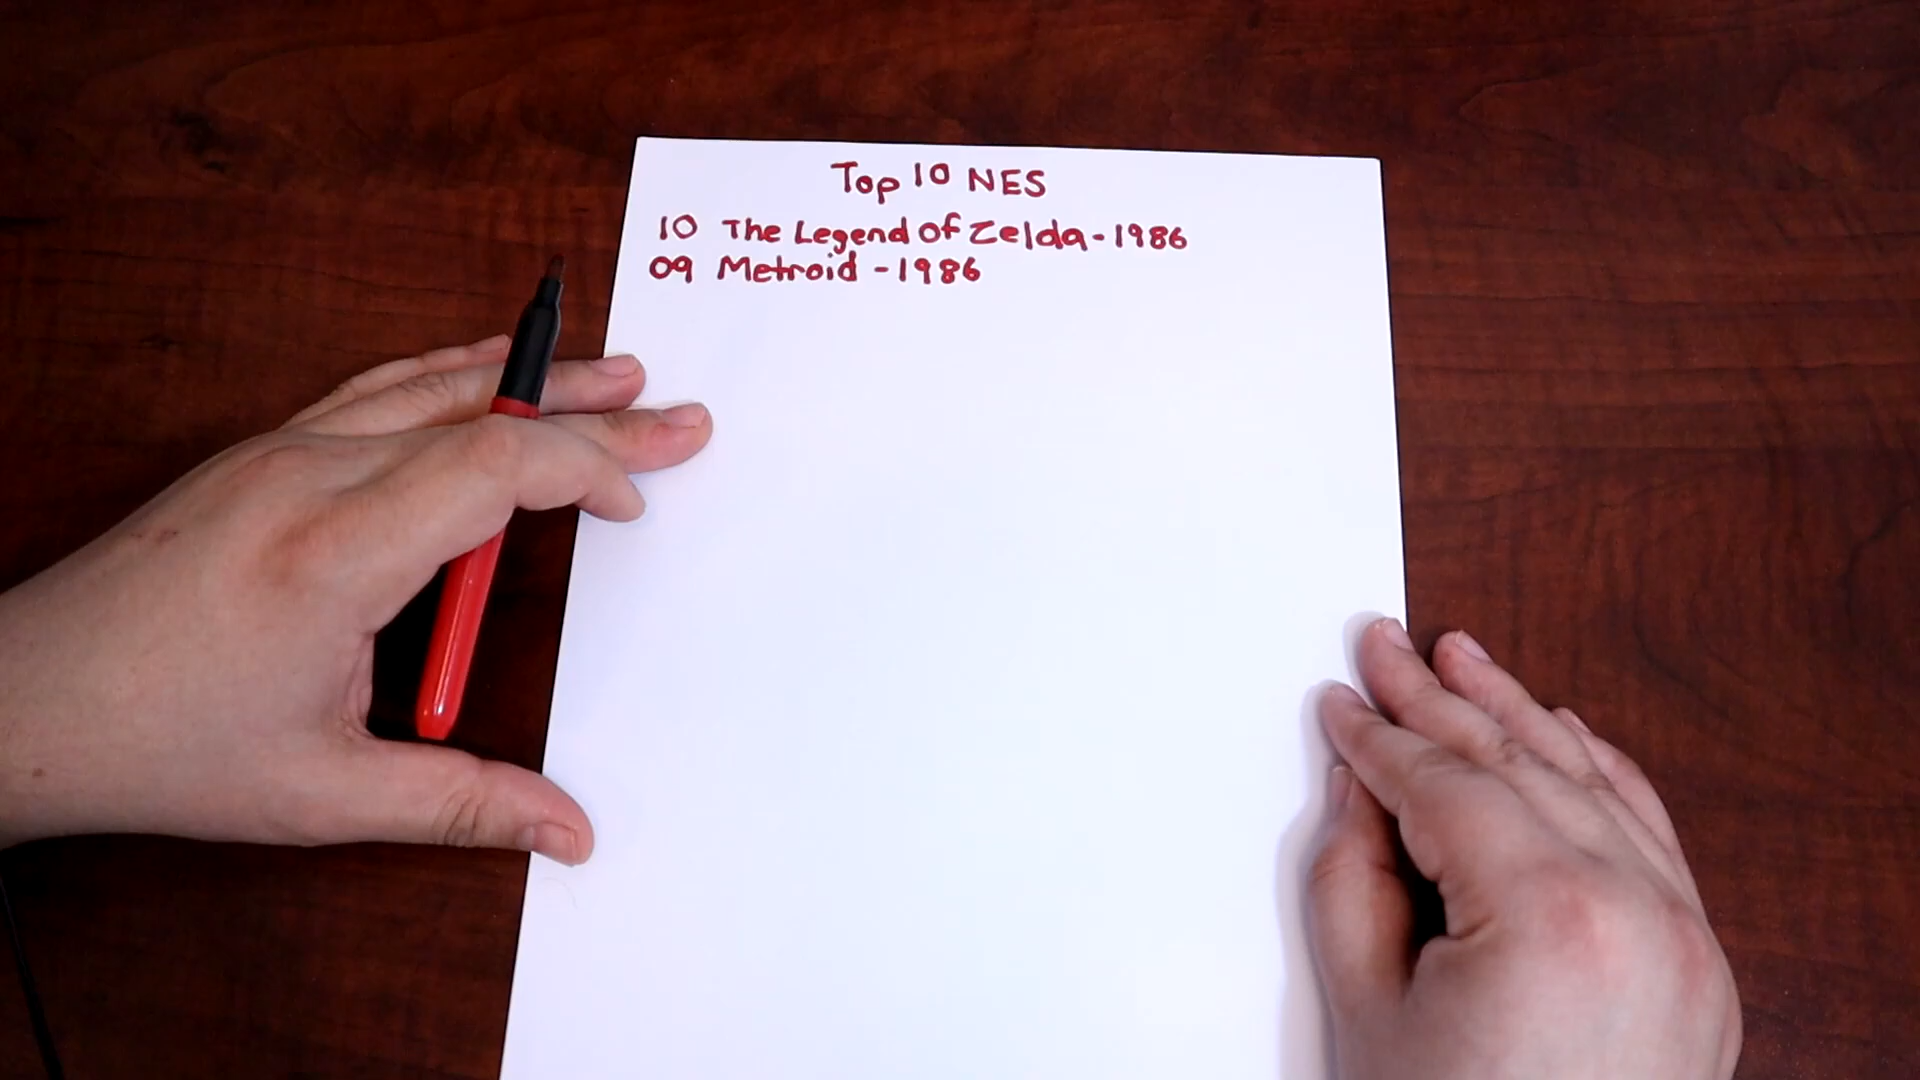 Top 10 NES
10 The Legend Of Zelda - 1986
09 Metroid - 1986